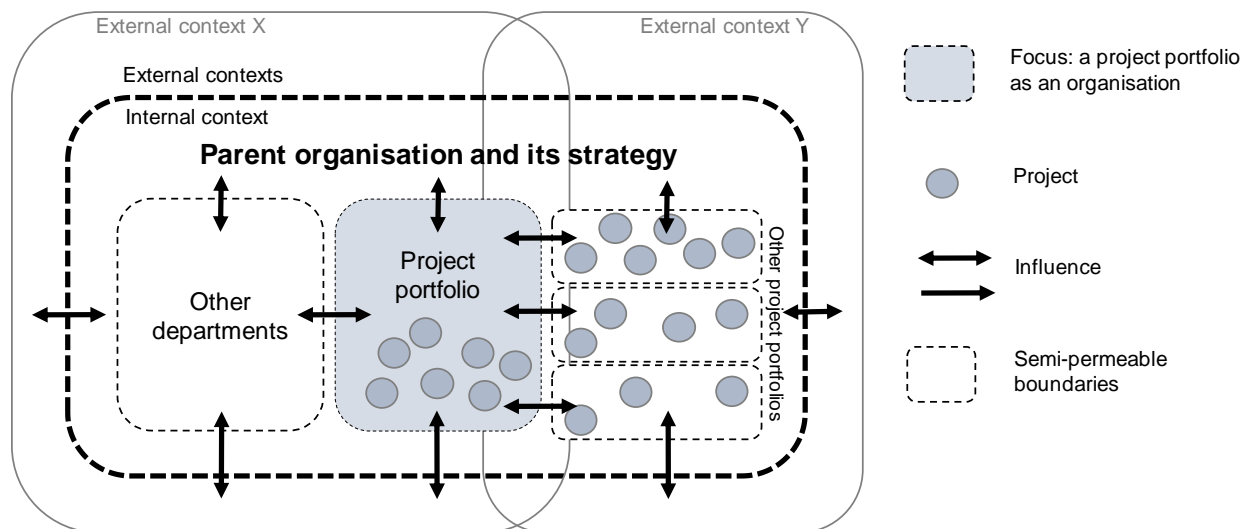 External context X
External context Y
External contexts
Internal context
Parent organisation and its strategy
Other
departments
Project
portfolio
Other project portfolios
Focus: a project portfolio
as an organisation
Project
Influence
Semi-permeable
boundaries